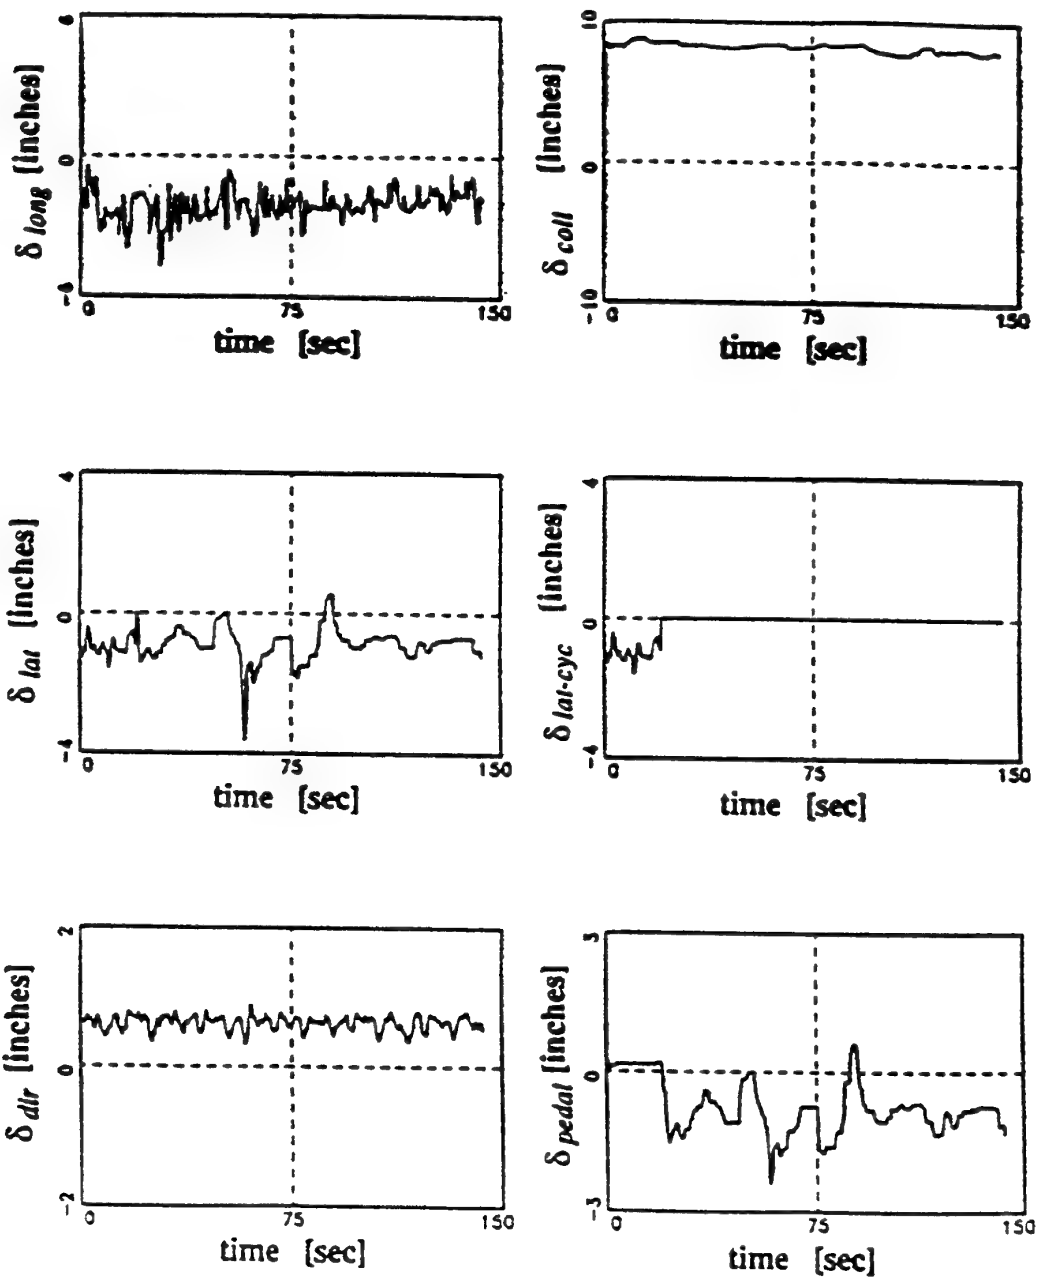 6
0
-4
δ long [inches]
0 75 150
time [sec]
10
0
-10
δ coll [inches]
0 75 150
time [sec]
4
0
-4
δ lat [inches]
0 75 150
time [sec]
4
0
-4
δ lat-cyc [inches]
0 75 150
time [sec]
2
0
-2
δ dlr [inches]
0 75 150
time [sec]
3
0
-3
δ pedal [inches]
0 75 150
time [sec]